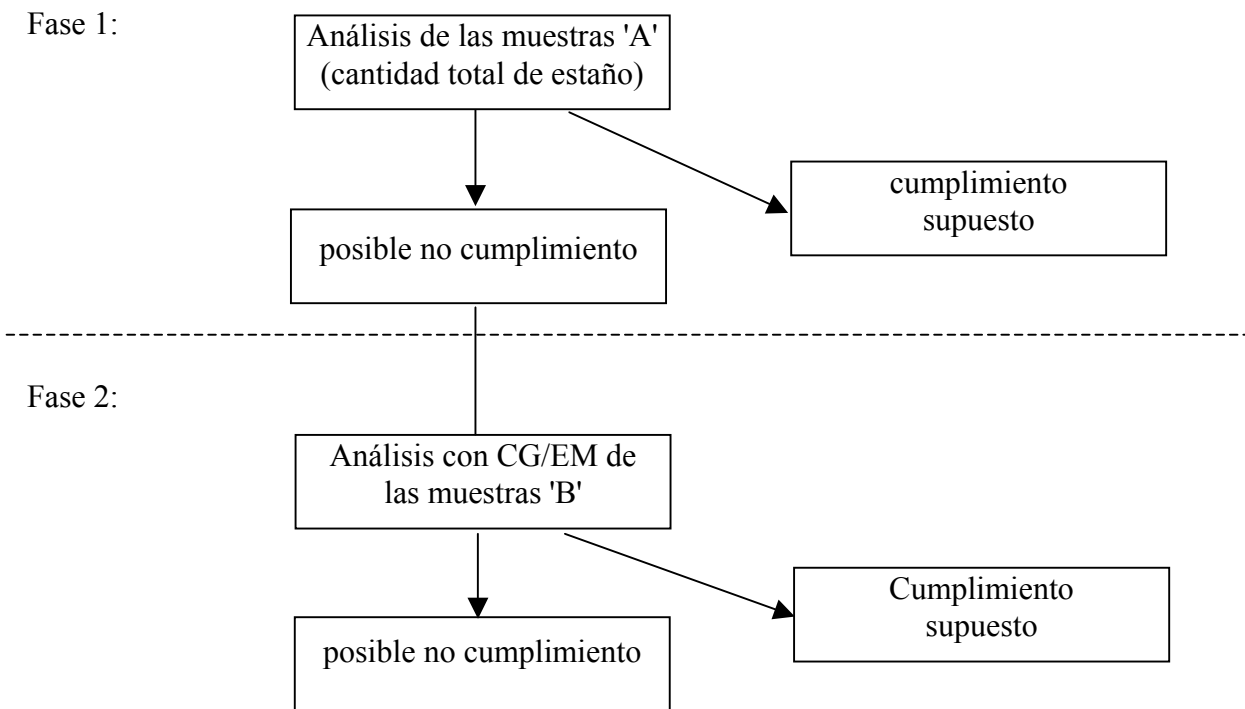 Fase 1:
Análisis de las muestras 'A'
(cantidad total de estaño)
cumplimiento
supuesto
posible no cumplimiento
Fase 2:
Análisis con CG/EM de
las muestras 'B'
Cumplimiento
supuesto
posible no cumplimiento